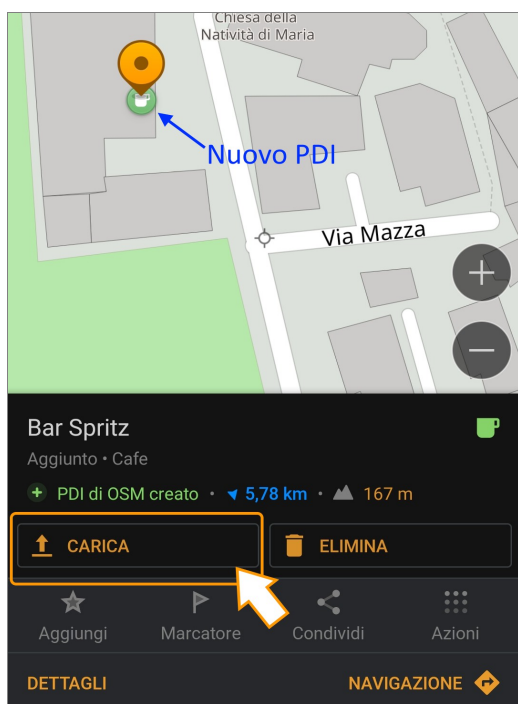 Chiesa della
Natività di Maria
Nuovo PDI
Via Mazza
Bar Spritz
Aggiunto • Cafe
PDI di OSM creato • 5,78 km • 167 m
CARICA
ELIMINA
Aggiungi
Marcatore
Condividi
Azioni
DETTAGLI
NAVIGAZIONE